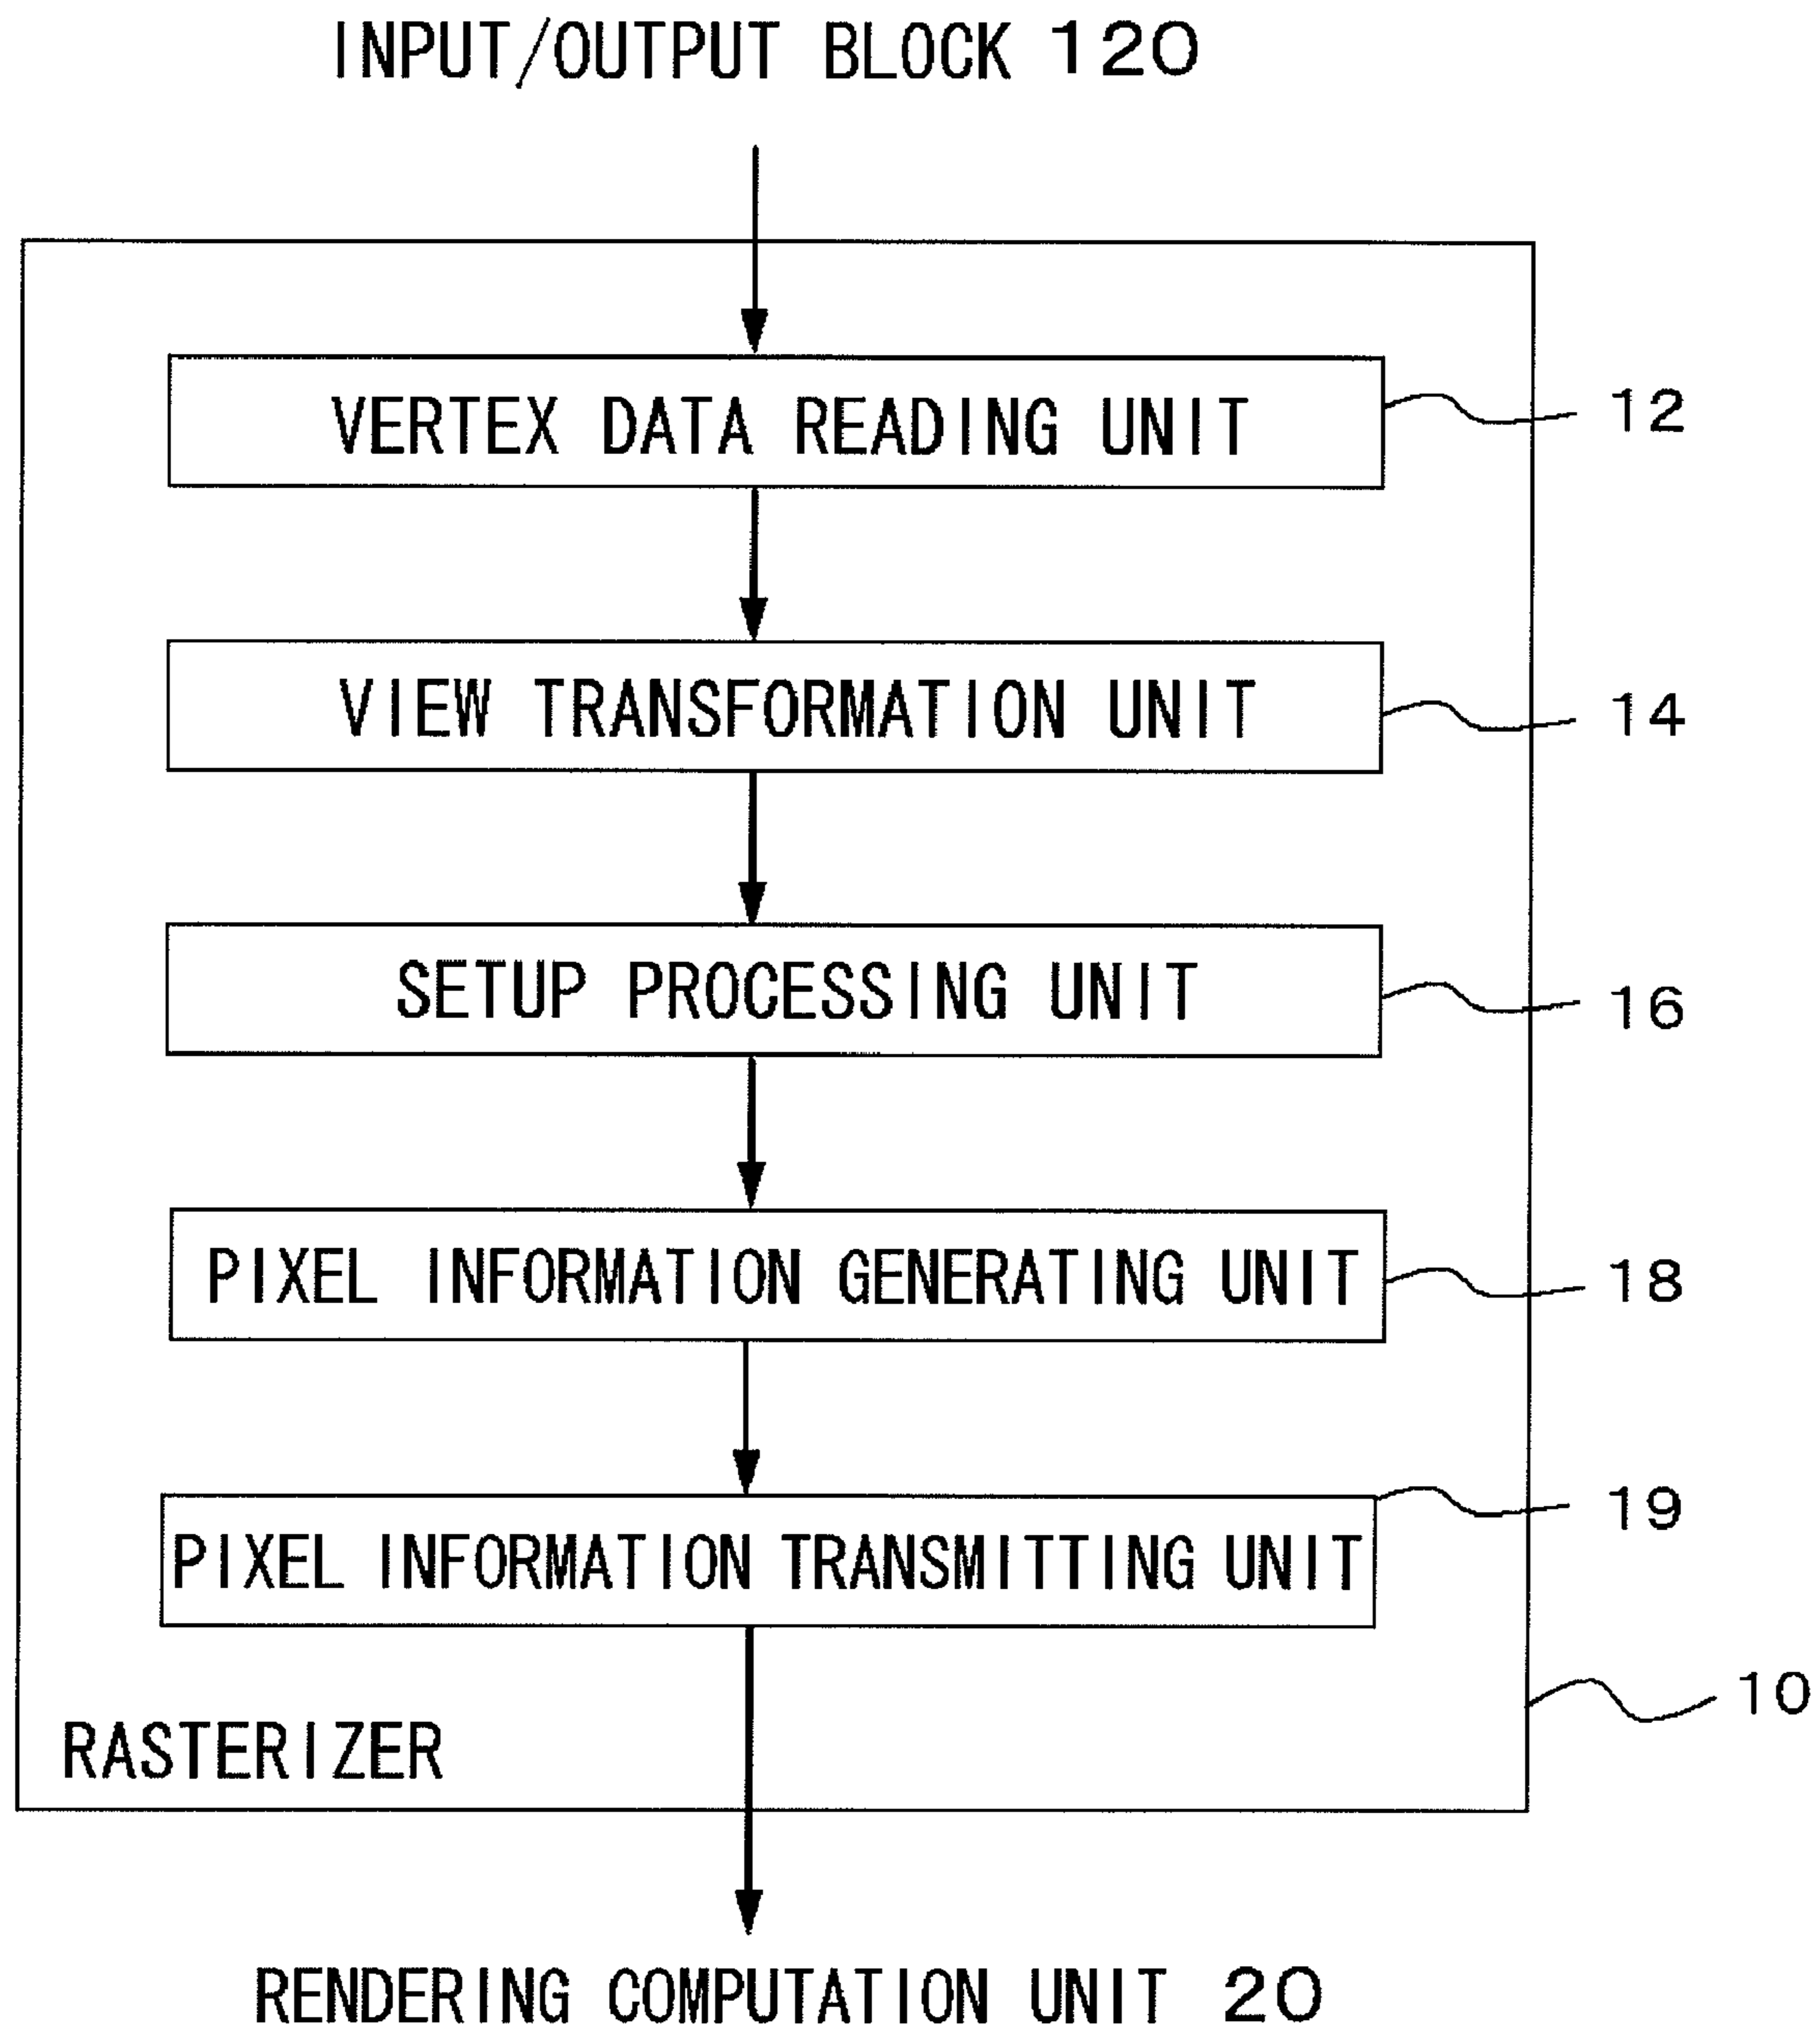 INPUT/OUTPUT BLOCK 120
VERTEX DATA READING UNIT
12
VIEW TRANSFORMATION UNIT
14
SETUP PROCESSING UNIT
16
PIXEL INFORMATION GENERATING UNIT
18
PIXEL INFORMATION TRANSMITTING UNIT
19
10
RASTERIZER
RENDERING COMPUTATION UNIT 20